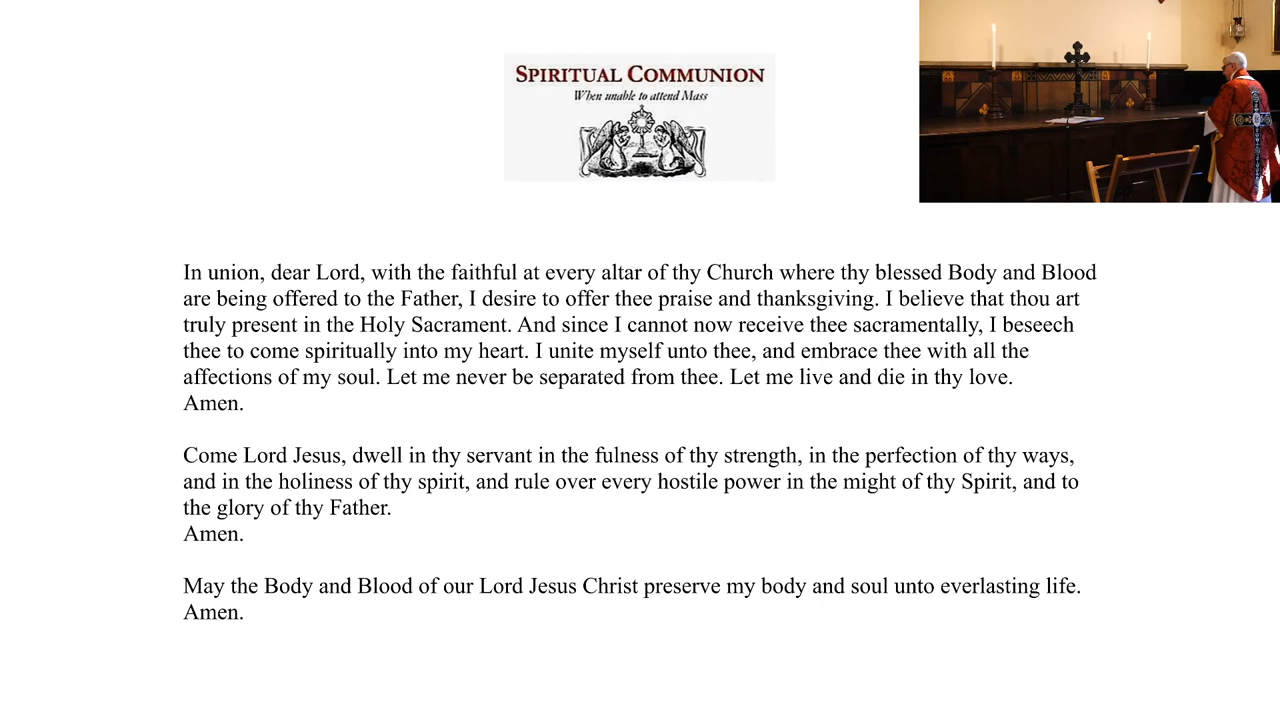 SPIRITUAL COMMUNION
When unable to attend Mass
In union, dear Lord, with the faithful at every altar of thy Church where thy blessed Body and Blood
are being offered to the Father, I desire to offer thee praise and thanksgiving. I believe that thou art
truly present in the Holy Sacrament. And since I cannot now receive thee sacramentally, I beseech
thee to come spiritually into my heart. I unite myself unto thee, and embrace thee with all the
affections of my soul. Let me never be separated from thee. Let me live and die in thy love.
Amen.
Come Lord Jesus, dwell in thy servant in the fulness of thy strength, in the perfection of thy ways,
and in the holiness of thy spirit, and rule over every hostile power in the might of thy Spirit, and to
the glory of thy Father.
Amen.
May the Body and Blood of our Lord Jesus Christ preserve my body and soul unto everlasting life.
Amen.